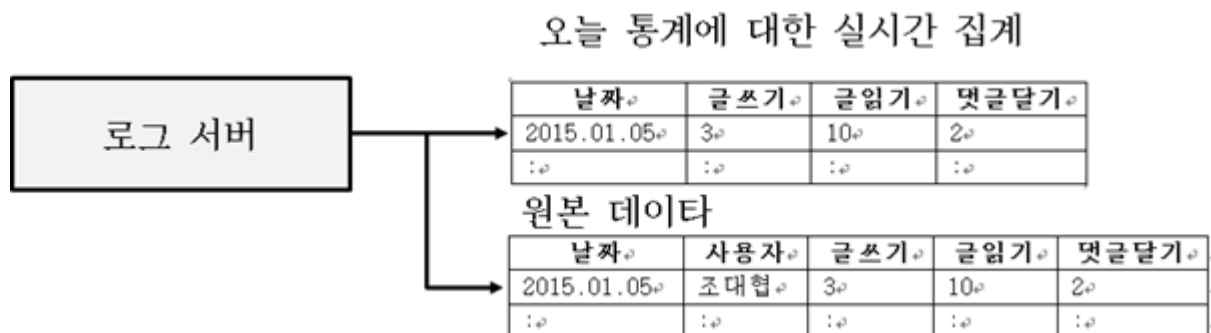 오늘 통계에 대한 실시간 집계
로그 서버
날짜 글쓰기 글읽기 댓글달기
2015.01.05 3 10 2
: : : :
원본 데이타
날짜 사용자 글쓰기 글읽기 댓글달기
2015.01.05 조대협 3 10 2
: : : : :